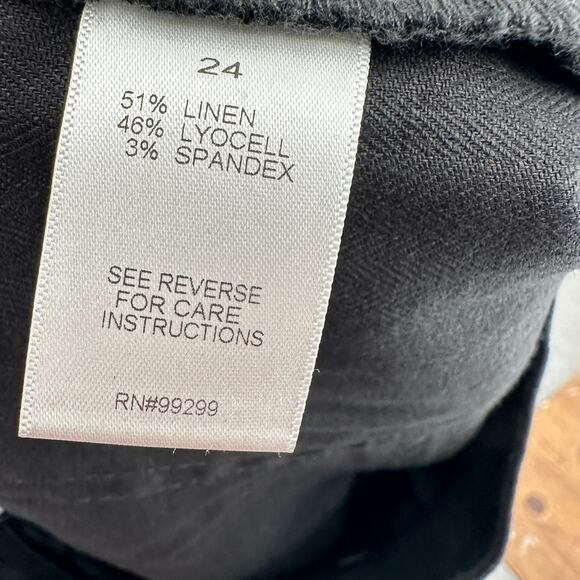 24
51% LINEN
46% LYOCELL
3% SPANDEX
SEE REVERSE
FOR CARE
INSTRUCTIONS
RN#99299